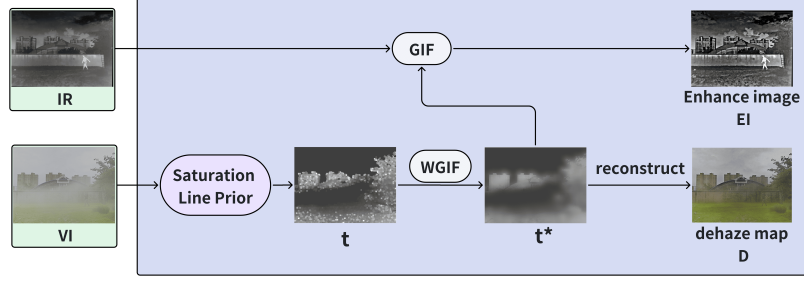 IR
GIF
Enhance image
EI
VI
Saturation
Line Prior
t
WGIF
t*
reconstruct
dehaze map
D